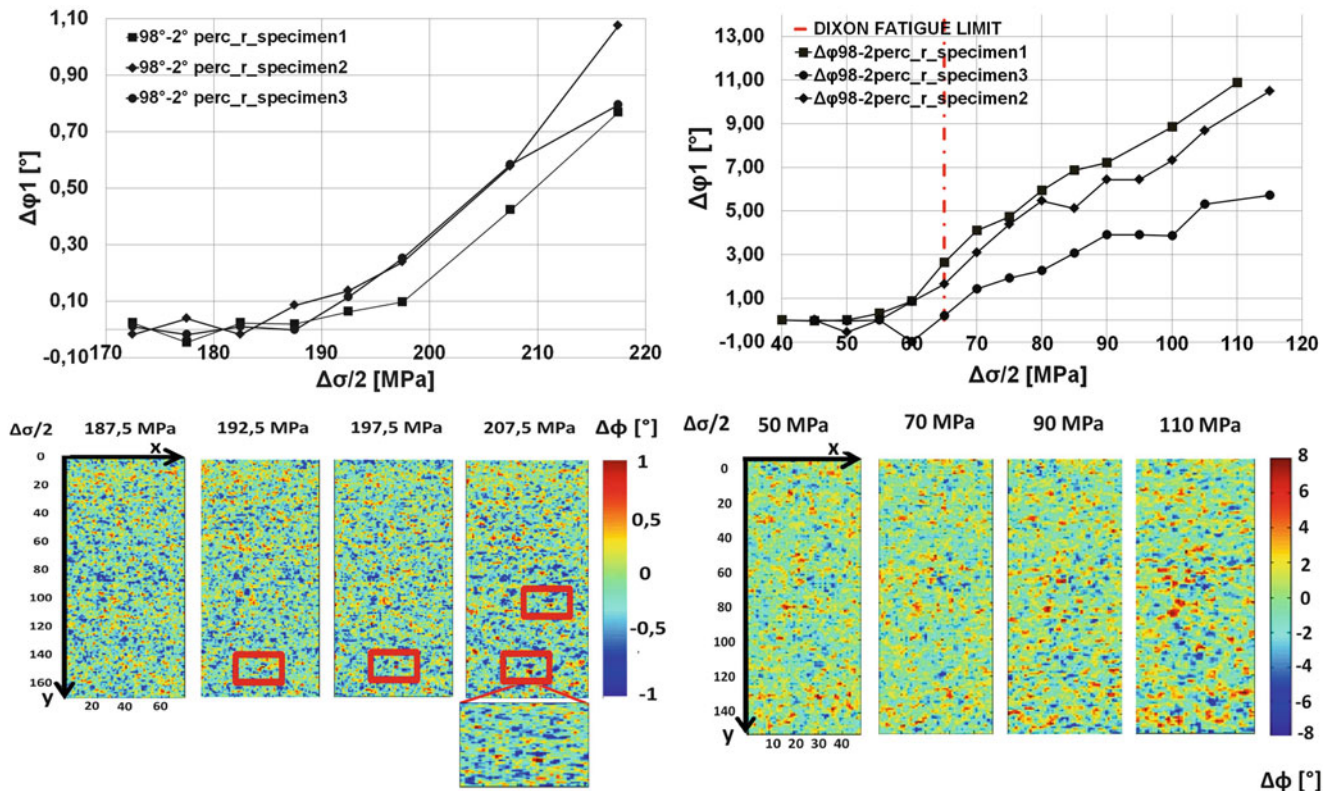 1,10
0,90
0,70
0,50
0,30
0,10
-0,10
Δφ1 [°]
98°-2° perc_r_specimen1
98°-2° perc_r_specimen2
98°-2° perc_r_specimen3
170 180 190 200 210 220
Δσ/2 [MPa]
13,00
11,00
9,00
7,00
5,00
3,00
1,00
-1,00
Δφ1 [°]
DIXON FATIGUE LIMIT
Δφ98-2perc_r_specimen1
Δφ98-2perc_r_specimen3
Δφ98-2perc_r_specimen2
40 50 60 70 80 90 100 110 120
Δσ/2 [MPa]
Δσ/2 187,5 MPa 192,5 MPa 197,5 MPa 207,5 MPa Δϕ [°]
x
0
20
40
60
80
100
120
140
160
y
20 40 60
1
0,5
0
-0,5
-1
Δσ/2 50 MPa 70 MPa 90 MPa 110 MPa
x
0
20
40
60
80
100
120
140
y
10 20 30 40
8
6
4
2
0
-2
-4
-6
-8
Δϕ [°]